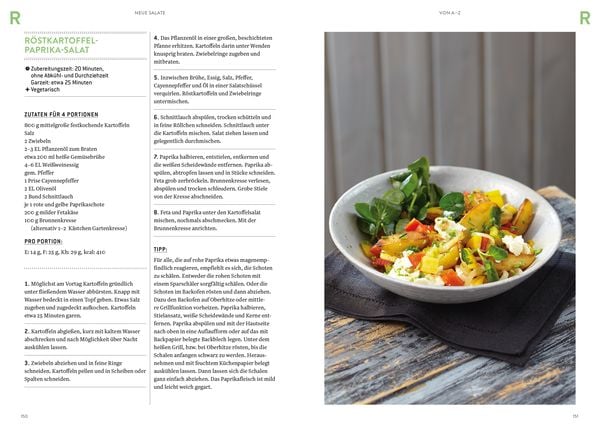 R
NEUE SALATE
VON A–Z
R
RÖSTKARTOFFEL-
PAPRIKA-SALAT
Zubereitungszeit: 20 Minuten,
ohne Abkühl- und Durchziehzeit
Garzeit: etwa 25 Minuten
Vegetarisch
ZUTATEN FÜR 4 PORTIONEN
800 g mittelgroße festkochende Kartoffeln
Salz
2 Zwiebeln
2–3 EL Pflanzenöl zum Braten
etwa 200 ml heiße Gemüsebrühe
4–6 EL Weißweinessig
gem. Pfeffer
1 Prise Cayennepfeffer
2 EL Olivenöl
2 Bund Schnittlauch
je 1 rote und gelbe Paprikaschote
200 g milder Fetakäse
100 g Brunnenkresse
(alternativ 1–2 Kästchen Gartenkresse)
PRO PORTION:
E: 14 g, F: 25 g, Kh: 29 g, kcal: 410
1. Möglichst am Vortag Kartoffeln gründlich
unter fließendem Wasser abbürsten. Knapp mit
Wasser bedeckt in einen Topf geben. Etwas Salz
zugeben und zugedeckt aufkochen. Kartoffeln
etwa 25 Minuten garen.
2. Kartoffeln abgießen, kurz mit kalten Wasser
abschrecken und nach Möglichkeit über Nacht
auskühlen lassen.
3. Zwiebeln abziehen und in feine Ringe
schneiden. Kartoffeln pellen und in Scheiben oder
Spalten schneiden.
4. Das Pflanzenöl in einer großen, beschichteten
Pfanne erhitzen. Kartoffeln darin unter Wenden
knusprig braten. Zwiebelringe zugeben und
mitbraten.
5. Inzwischen Brühe, Essig, Salz, Pfeffer,
Cayennepfeffer und Öl in einer Salatschüssel
verquirlen. Röstkartoffeln und Zwiebelringe
untermischen.
6. Schnittlauch abspülen, trocken schütteln und
in feine Röllchen schneiden. Schnittlauch unter
die Kartoffeln mischen. Salat ziehen lassen und
gelegentlich durchmischen.
7. Paprika halbieren, entstielen, entkernen und
die weißen Scheidewände entfernen. Paprika ab-
spülen, abtropfen lassen und in Stücke schneiden.
Feta grob zerbröckeln. Brunnenkresse verlesen,
abspülen und trocken schleudern. Grobe Stiele
von der Kresse abschneiden.
8. Feta und Paprika unter den Kartoffelsalat
mischen, nochmals abschmecken. Mit der
Brunnenkresse anrichten.
TIPP:
Für alle, die auf rohe Paprika etwas magenemp-
findlich reagieren, empfiehlt es sich, die Schoten
zu schälen. Entweder die rohen Schoten mit
einem Sparschäler sorgfältig schälen. Oder die
Schoten im Backofen rösten und dann abziehen.
Dazu den Backofen auf Oberhitze oder mittle-
re Grillfunktion vorheizen. Paprika halbieren,
Stielansatz, weiße Scheidewände und Kerne ent-
fernen. Paprika abspülen und mit der Hautseite
nach oben in eine Auflaufform oder auf das mit
Backpapier belegte Backblech legen. Unter dem
heißen Grill, bzw. bei Oberhitze rösten, bis die
Schalen anfangen schwarz zu werden. Heraus-
nehmen und mit feuchtem Küchenpapier belegt
auskühlen lassen. Dann lassen sich die Schalen
ganz einfach abziehen. Das Paprikafleisch ist mild
und leicht weich gegart.
150
151